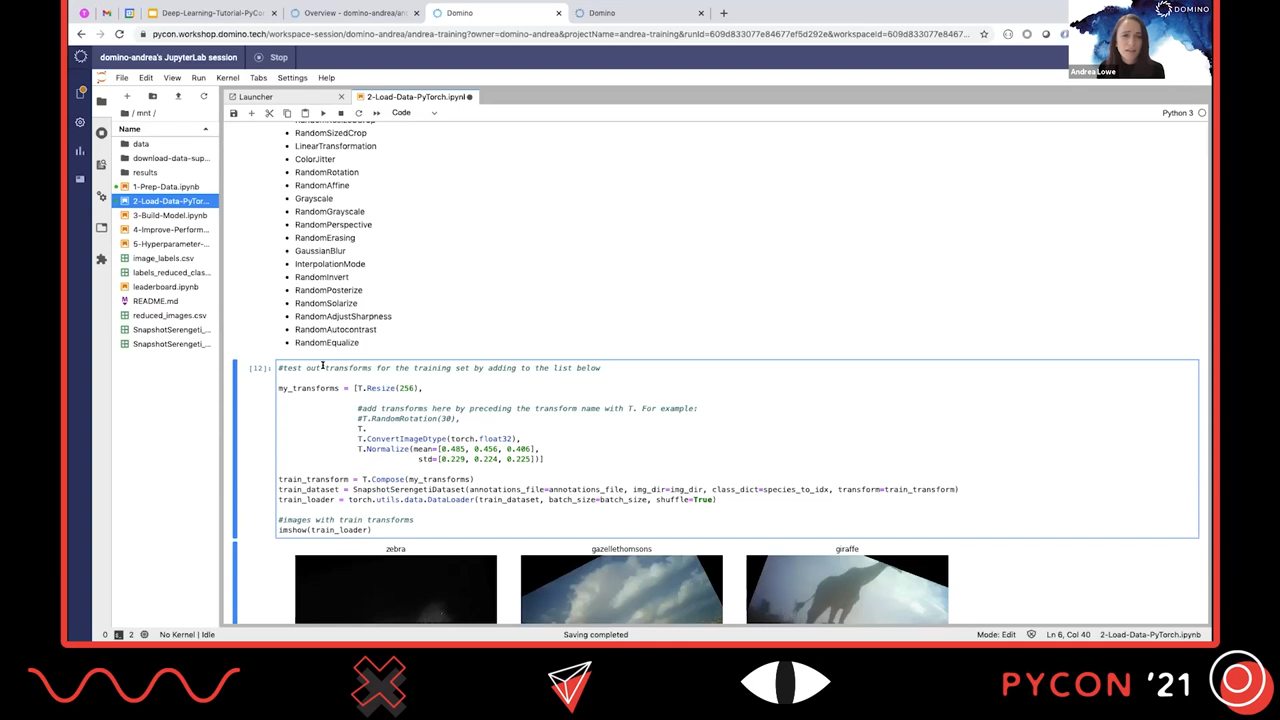 Deep-Learning-Tutorial-PyCon
Overview - domino-andrea/an
Domino
Domino
DOMINO
pycon.workshop.domino.tech/workspace-session/domino-andrea/andrea-training?owner=domino-andrea&projectName=andrea-training&runId=609d833077e84677ef5d292e&workspaceId=609d833077e8467...
domino-andrea's JupyterLab session
Stop
Andrea Lowe
File Edit View Run Kernel Tabs Settings Help
Launcher
2-Load-Data-PyTorch.ipynl
/ mnt /
Code
Python 3
Name
data
download-data-sup...
results
1-Prep-Data.ipynb
2-Load-Data-PyTor...
3-Build-Model.ipynb
4-Improve-Perform...
5-Hyperparameter-...
image_labels.csv
labels_reduced_clas...
leaderboard.ipynb
README.md
reduced_images.csv
SnapshotSerengeti_...
SnapshotSerengeti_...
RandomSizedCrop
LinearTransformation
ColorJitter
RandomRotation
RandomAffine
Grayscale
RandomGrayscale
RandomPerspective
RandomErasing
GaussianBlur
InterpolationMode
RandomInvert
RandomPosterize
RandomSolarize
RandomAdjustSharpness
RandomAutocontrast
RandomEqualize
[12]:
#test out transforms for the training set by adding to the list below
my_transforms = [T.Resize(256),
#add transforms here by preceding the transform name with T. For example:
#T.RandomRotation(30),
T.
T.ConvertImageDtype(torch.float32),
T.Normalize(mean=[0.485, 0.456, 0.406],
std=[0.229, 0.224, 0.225])]
train_transform = T.Compose(my_transforms)
train_dataset = SnapshotSerengetiDataset(annotations_file=annotations_file, img_dir=img_dir, class_dict=species_to_idx, transform=train_transform)
train_loader = torch.utils.data.DataLoader(train_dataset, batch_size=batch_size, shuffle=True)
#images with train transforms
imshow(train_loader)
zebra
gazellethomsons
giraffe
0
2
No Kernel | Idle
Saving completed
Mode: Edit
Ln 6, Col 40
2-Load-Data-PyTorch.ipynb
PYCON '21